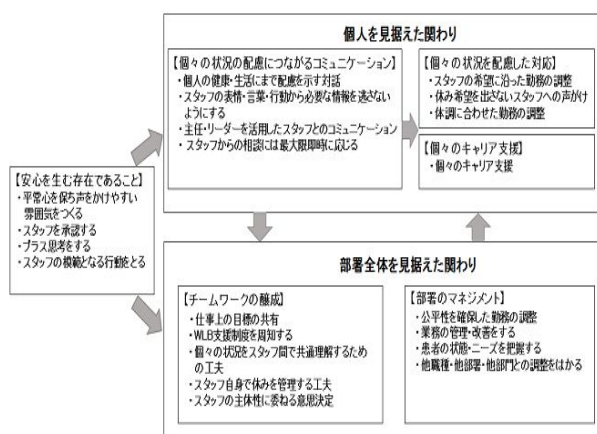 個人を見据えた関わり
【個々の状況の配慮につながるコミュニケーション】
・個人の健康・生活にまで配慮を示す対話
・スタッフの表情・言葉・行動から必要な情報を逃さない
ようにする
・主任・リーダーを活用したスタッフとのコミュニケーション
・スタッフからの相談には最大限即時に応じる
【個々の状況を配慮した対応】
・スタッフの希望に沿った勤務の調整
・休み希望を出さないスタッフへの声がけ
・体調に合わせた勤務の調整
【個々のキャリア支援】
・個々のキャリア支援
【安心を生む存在であること】
・平常心を保ち声をかけやすい
雰囲気をつくる
・スタッフを承認する
・プラス思考をする
・スタッフの模範となる行動をとる
部署全体を見据えた関わり
【チームワークの醸成】
・仕事上の目標の共有
・WLB支援制度を周知する
・個々の状況をスタッフ間で共通理解するため
の工夫
・スタッフ自身で休みを管理する工夫
・スタッフの主体性に委ねる意思決定
【部署のマネジメント】
・公平性を確保した勤務の調整
・業務の管理・改善をする
・患者の状態・ニーズを把握する
・他職種・他部署・他部門との調整をはかる